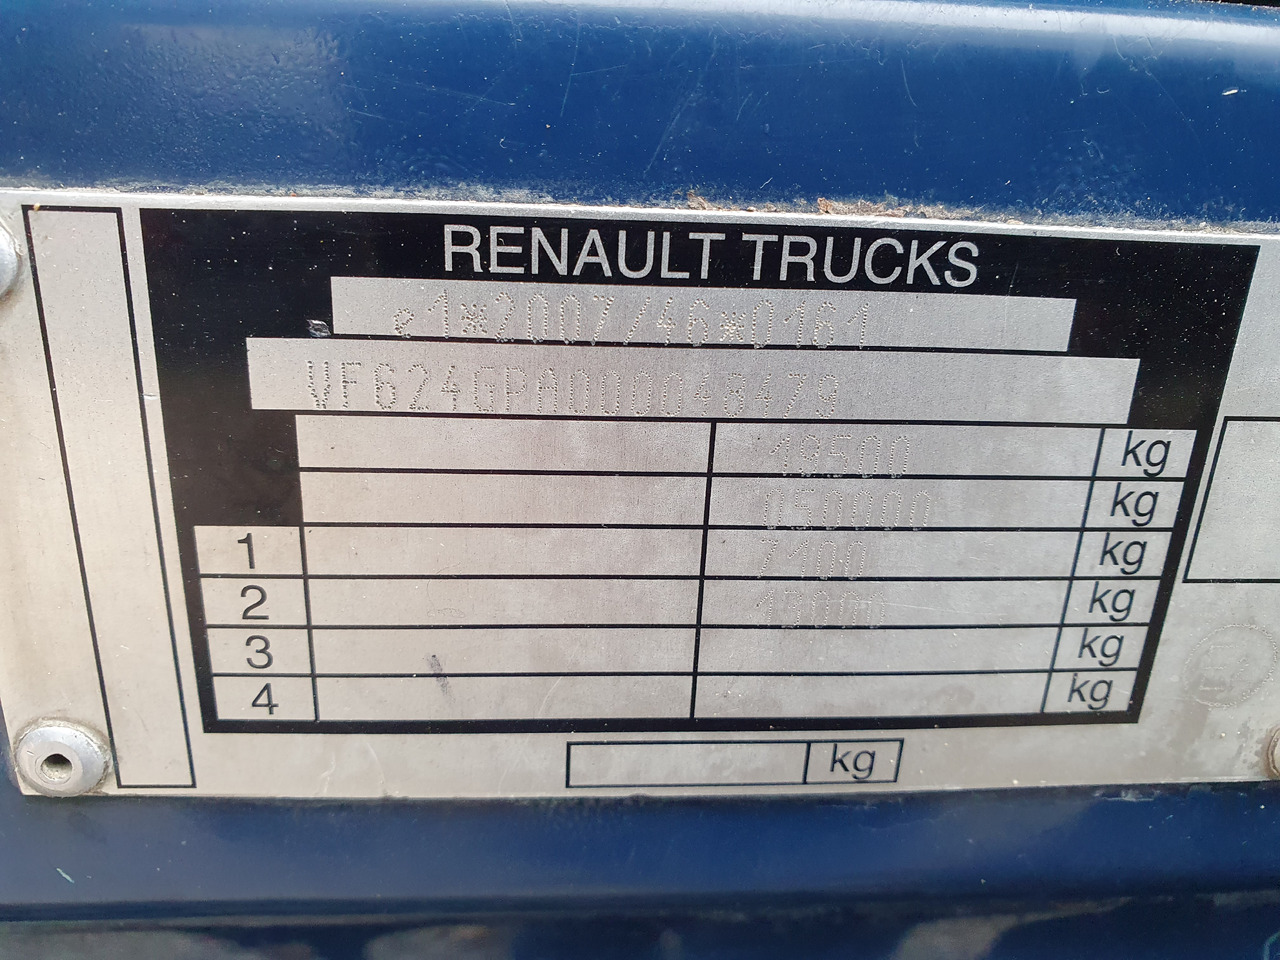 RENAULT TRUCKS
e1*2007/46*0161
19500 kg
050000 kg
1 7100 kg
2 13000 kg
3 kg
4 kg
kg